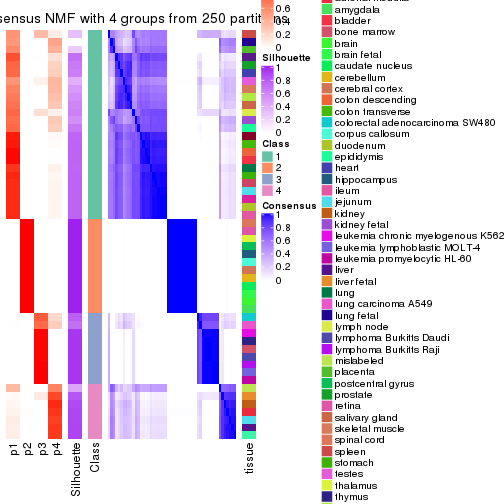 sensus NMF with 4 groups from 250 partitions
0.6
0.4
0.2
0
Silhouette
1
0.8
0.6
0.4
0.2
0
Class
1
2
3
4
Consensus
1
0.8
0.6
0.4
0.2
0
p1
p2
p3
p4
Silhouette
Class
tissue
amygdala
bladder
bone marrow
brain
brain fetal
caudate nucleus
cerebellum
cerebral cortex
colon descending
colon transverse
colorectal adenocarcinoma SW480
corpus callosum
duodenum
epididymis
heart
hippocampus
ileum
jejunum
kidney
kidney fetal
leukemia chronic myelogenous K562
leukemia lymphoblastic MOLT-4
leukemia promyelocytic HL-60
liver
liver fetal
lung
lung carcinoma A549
lung fetal
lymph node
lymphoma Burkitts Daudi
lymphoma Burkitts Raji
mislabeled
placenta
postcentral gyrus
prostate
retina
salivary gland
skeletal muscle
spinal cord
spleen
stomach
testes
thalamus
thymus